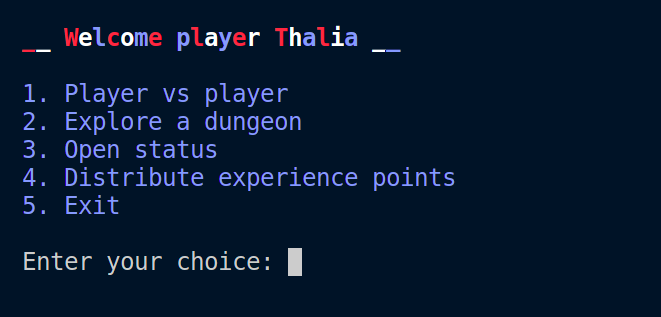 __ Welcome player Thalia __
1. Player vs player
2. Explore a dungeon
3. Open status
4. Distribute experience points
5. Exit
Enter your choice: